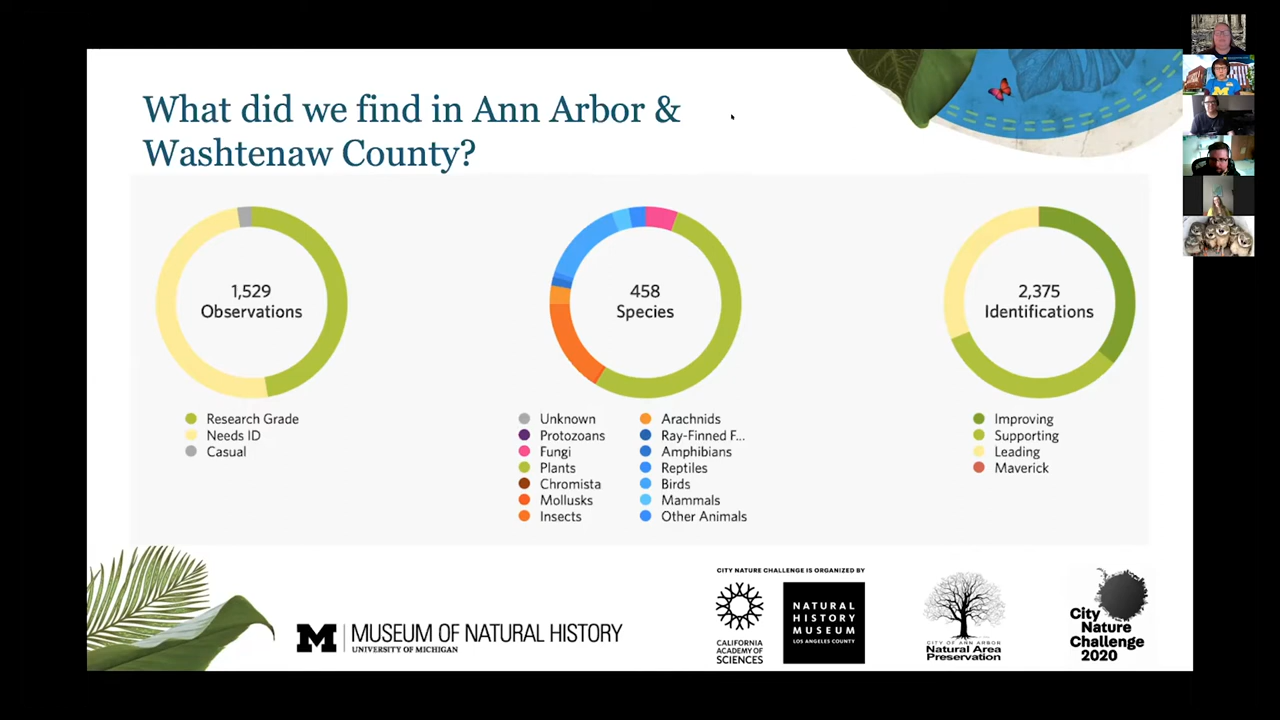 What did we find in Ann Arbor &
Washtenaw County?
1,529
Observations
Research Grade
Needs ID
Casual
458
Species
Unknown
Protozoans
Fungi
Plants
Chromista
Mollusks
Insects
Arachnids
Ray-Finned F...
Amphibians
Reptiles
Birds
Mammals
Other Animals
2,375
Identifications
Improving
Supporting
Leading
Maverick
M MUSEUM OF NATURAL HISTORY
UNIVERSITY OF MICHIGAN
CITY NATURE CHALLENGE IS ORGANIZED BY
CALIFORNIA
ACADEMY OF
SCIENCES
NATURAL
HISTORY
MUSEUM
LOS ANGELES COUNTY
CITY OF ANN ARBOR
Natural Area
Preservation
City
Nature
Challenge
2020
M